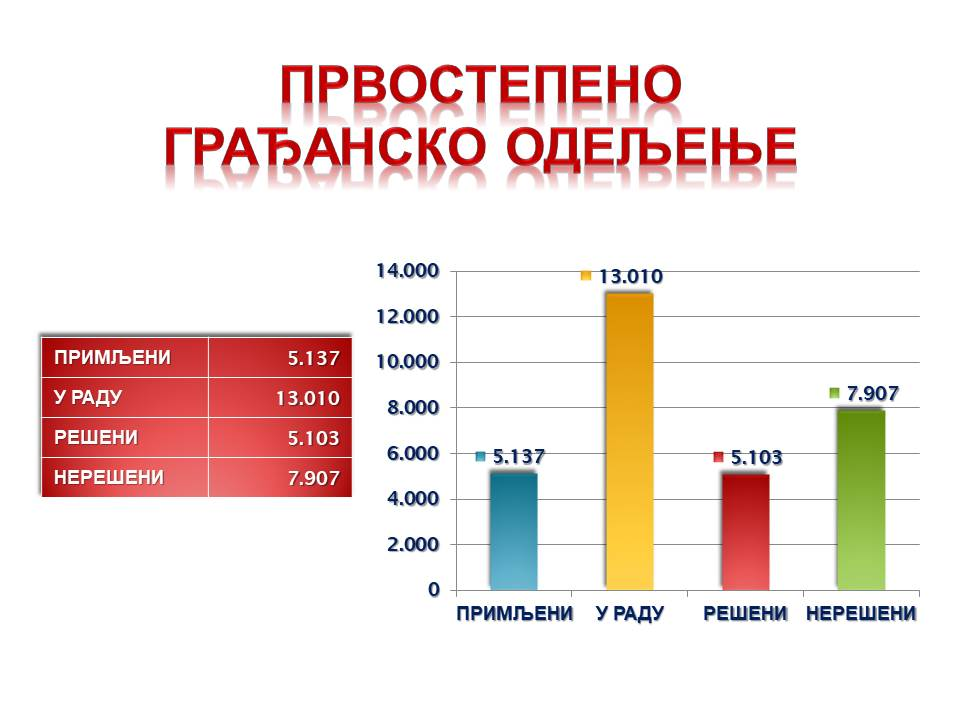 ПРВОСТЕПЕНО
ГРАЂАНСКО ОДЕЉЕЊЕ
ПРИМЉЕНИ 5.137
У РАДУ 13.010
РЕШЕНИ 5.103
НЕРЕШЕНИ 7.907
14.000
12.000
10.000
8.000
6.000
4.000
2.000
0
5.137
13.010
5.103
7.907
ПРИМЉЕНИ У РАДУ РЕШЕНИ НЕРЕШЕНИ